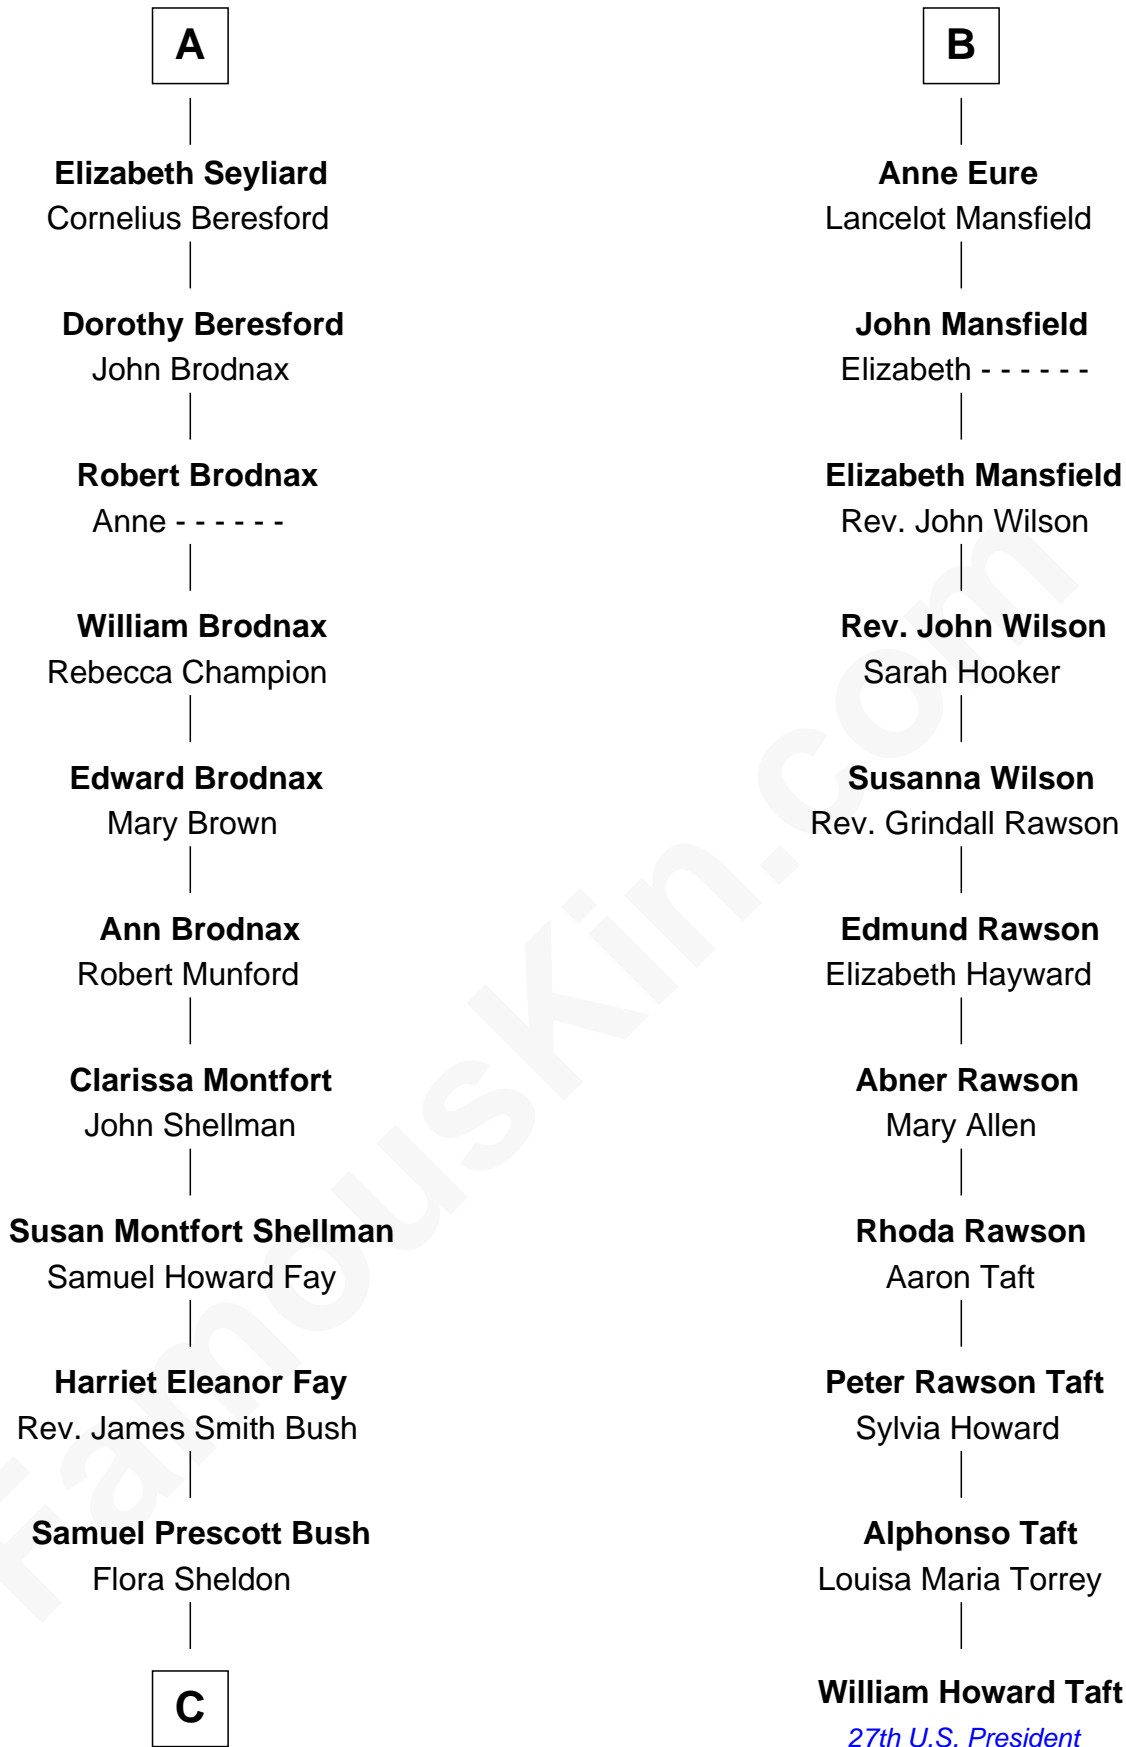 A
Elizabeth Seyliard
Cornelius Beresford
Dorothy Beresford
John Brodnax
Robert Brodnax
Anne - - - - - -
William Brodnax
Rebecca Champion
Edward Brodnax
Mary Brown
Ann Brodnax
Robert Munford
Clarissa Montfort
John Shellman
Susan Montfort Shellman
Samuel Howard Fay
Harriet Eleanor Fay
Rev. James Smith Bush
Samuel Prescott Bush
Flora Sheldon
C
B
Anne Eure
Lancelot Mansfield
John Mansfield
Elizabeth - - - - - -
Elizabeth Mansfield
Rev. John Wilson
Rev. John Wilson
Sarah Hooker
Susanna Wilson
Rev. Grindall Rawson
Edmund Rawson
Elizabeth Hayward
Abner Rawson
Mary Allen
Rhoda Rawson
Aaron Taft
Peter Rawson Taft
Sylvia Howard
Alphonso Taft
Louisa Maria Torrey
William Howard Taft
27th U.S. President
FamousKin.com